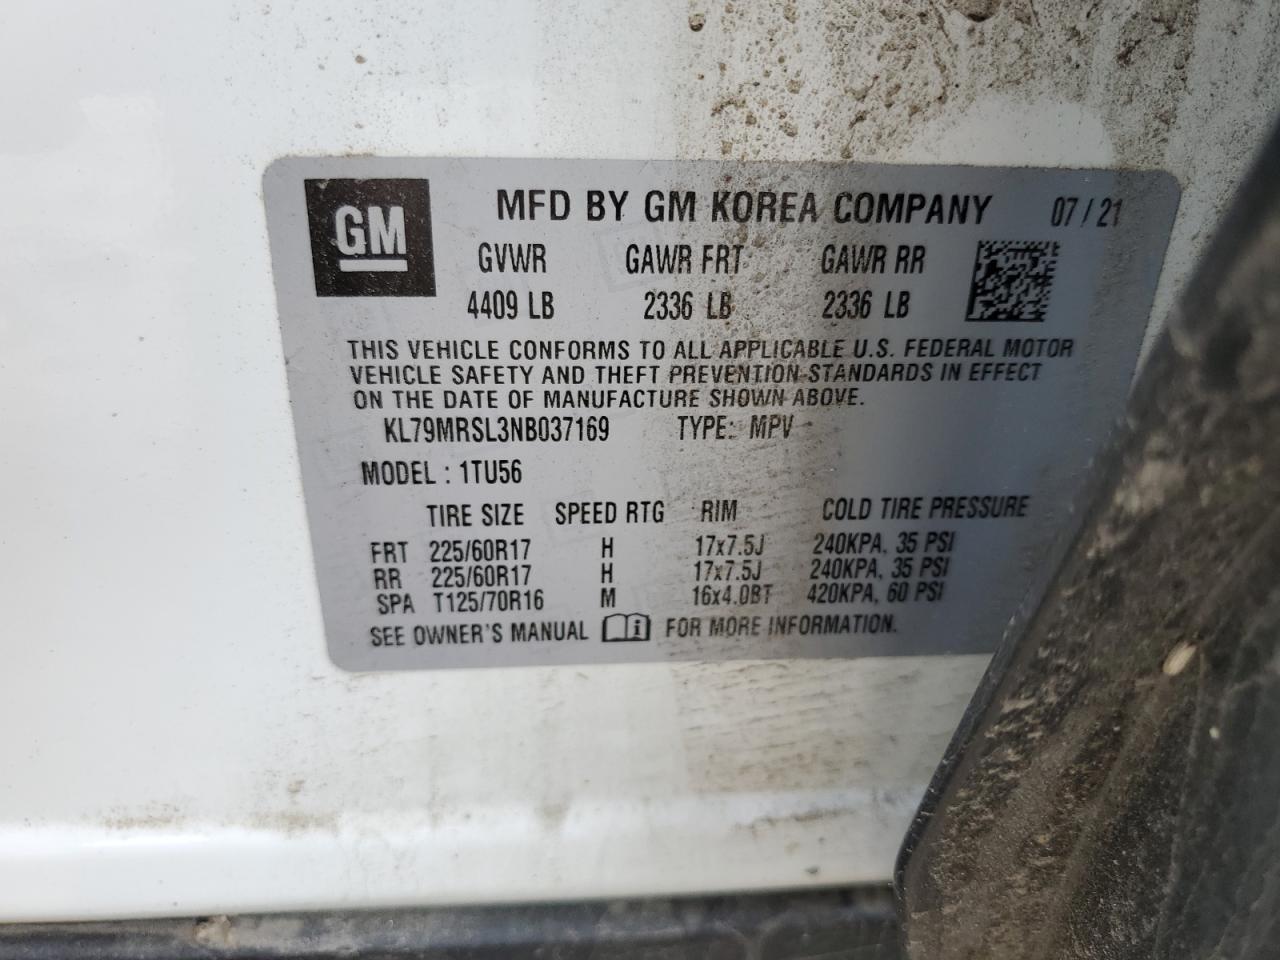 GM MFD BY GM KOREA COMPANY 07/21
GVWR GAWR FRT GAWR RR
4409 LB 2336 LB 2336 LB
THIS VEHICLE CONFORMS TO ALL APPLICABLE U.S. FEDERAL MOTOR
VEHICLE SAFETY AND THEFT PREVENTION STANDARDS IN EFFECT
ON THE DATE OF MANUFACTURE SHOWN ABOVE.
KL79MRSL3NB037169 TYPE: MPV
MODEL : 1TU56
TIRE SIZE SPEED RTG RIM COLD TIRE PRESSURE
FRT 225/60R17 H 17x7.5J 240KPA, 35 PSI
RR 225/60R17 H 17x7.5J 240KPA, 35 PSI
SPA T125/70R16 M 16x4.0BT 420KPA, 60 PSI
SEE OWNER'S MANUAL i FOR MORE INFORMATION.